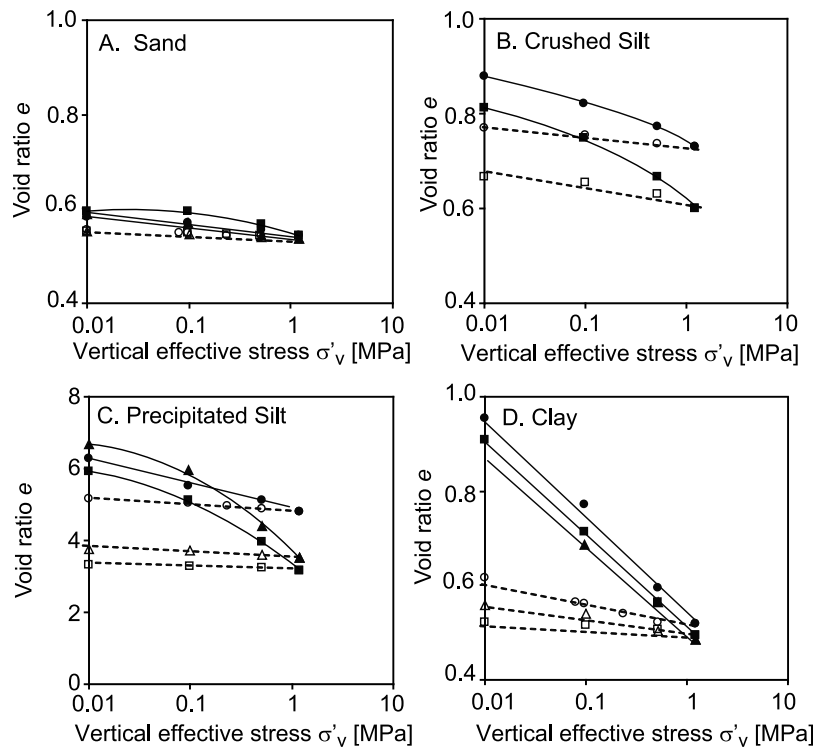 A. Sand
1.0
0.8
0.6
0.4
Void ratio e
0.01 0.1 1 10
Vertical effective stress σ'v [MPa]
B. Crushed Silt
1.0
0.8
0.6
0.4
Void ratio e
0.01 0.1 1 10
Vertical effective stress σ'v [MPa]
C. Precipitated Silt
8
6
4
2
0
Void ratio e
0.01 0.1 1 10
Vertical effective stress σ'v [MPa]
D. Clay
1.0
0.8
0.6
0.4
Void ratio e
0.01 0.1 1 10
Vertical effective stress σ'v [MPa]